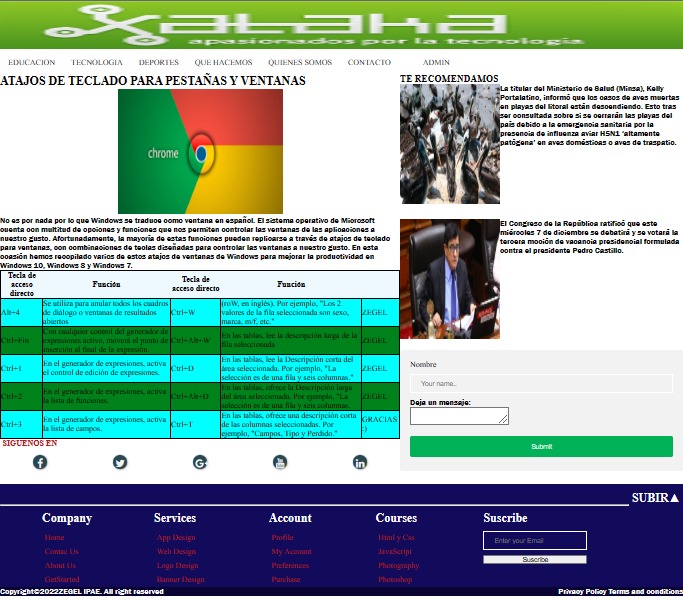 xataka
apasionados por la tecnología
EDUCACION TECNOLOGIA DEPORTES QUE HACEMOS QUIENES SOMOS CONTACTO ADMIN
ATAJOS DE TECLADO PARA PESTAÑAS Y VENTANAS
chrome
No es por nada por lo que Windows se traduce como ventana en español. El sistema operativo de Microsoft
cuenta con multitud de opciones y funciones que nos permiten controlar las ventanas de las aplicaciones a
nuestro gusto. Afortunadamente, la mayoría de estas funciones pueden replicarse a través de atajos de teclado
para ventanas, con combinaciones de teclas diseñadas para controlar las ventanas a nuestro gusto. En esta
ocasión hemos recopilado varios de estos atajos de ventanas de Windows para mejorar la productividad en
Windows 10, Windows 8 y Windows 7.
Tecla de
acceso
directo
Función
Tecla de
acceso directo
Función
Alt+4
Se utiliza para anular todos los cuadros
de diálogo o ventanas de resultados
abiertos
Ctrl+W
(roW, en inglés). Por ejemplo, "Los 2
valores de la fila seleccionada son sexo,
marca, m/f, etc."
ZEGEL
Ctrl+Fin
Con cualquier control del generador de
expresiones activo, moverá el punto de
inserción al final de la expresión.
Ctrl+Alt+W
En las tablas, lee la descripción larga de la
fila seleccionada
ZEGEL
Ctrl+1
En el generador de expresiones, activa
el control de edición de expresiones.
Ctrl+D
En las tablas, lee la Descripción corta del
área seleccionada. Por ejemplo, "La
selección es de una fila y seis columnas."
ZEGEL
Ctrl+2
En el generador de expresiones, activa
la lista de funciones.
Ctrl+Alt+D
En las tablas, ofrece la Descripción larga
del área seleccionado. Por ejemplo, "La
selección es de una fila y seis columnas.
ZEGEL
Ctrl+3
En el generador de expresiones, activa
la lista de campos.
Ctrl+T
En las tablas, ofrece una descripción corta
de las columnas seleccionadas. Por
ejemplo, "Campos, Tipo y Perdido."
GRACIAS
:)
SIGUENOS EN
TE RECOMENDAMOS
La titular del Ministerio de Salud (Minsa), Kelly
Portalatino, informó que los casos de aves muertas
en playas del litoral están descendiendo. Esto tras
ser consultada sobre si se cerrarán las playas del
país debido a la emergencia sanitaria por la
presencia de influenza aviar H5N1 ‘altamente
patógena’ en aves domésticas o aves de traspatio.
El Congreso de la República ratificó que este
miércoles 7 de diciembre se debatirá y se votará la
tercera moción de vacancia presidencial formulada
contra el presidente Pedro Castillo.
Nombre
Your name..
Deja un mensaje:
Submit
SUBIR▲
Company Services Account Courses Suscribe
Home App Design Profile Html y Css Enter your Email
Contac Us Web Design My Account JavaScript Suscribe
About Us Logo Design Preferences Photography
GetStarted Banner Design Purchase Photoshop
Copyright©2022ZEGEL IPAE. All right reserved Privacy Policy Terms and conditions